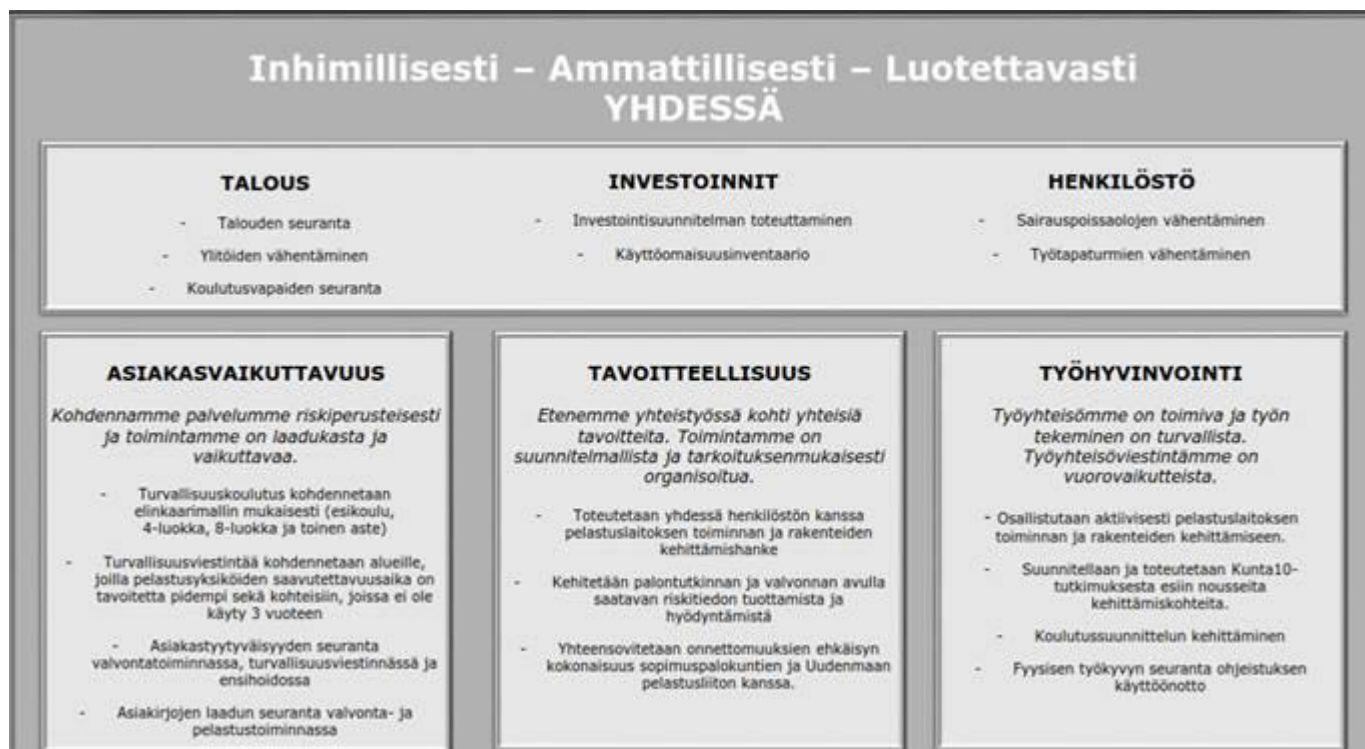 Inhimillisesti – Ammattillisesti – Luotettavasti
YHDESSÄ
TALOUS
- Talouden seuranta
- Ylitöiden vähentäminen
- Koulutusvapaiden seuranta
INVESTOINNIT
- Investointisuunnitelman toteuttaminen
- Käyttöomaisuusinventaario
HENKILÖSTÖ
- Sairauspoissaolojen vähentäminen
- Työtapaturmien vähentäminen
ASIAKASVAIKUTTAVUUS
Kohdennamme palvelumme riskiperusteisesti
ja toimintamme on laadukasta ja
vaikuttavaa.
- Turvallisuuskoulutus kohdennetaan
elinkaarimallin mukaisesti (esikoulu,
4-luokka, 8-luokka ja toinen aste)
- Turvallisuusviestintää kohdennetaan alueille,
joilla pelastusyksiköiden saavutettavuusaika on
tavoitetta pidempi sekä kohteisiin, joissa ei ole
käyty 3 vuoteen
- Asiakastyytyväisyyden seuranta
valvontatoiminnassa, turvallisuusviestinnässä ja
ensihoidossa
- Asiakirjojen laadun seuranta valvonta- ja
pelastustoiminnassa
TAVOITTEELLISUUS
Etenemme yhteistyössä kohti yhteisiä
tavoitteita. Toimintamme on
suunnitelmallista ja tarkoituksenmukaisesti
organisoitua.
- Toteutetaan yhdessä henkilöstön kanssa
pelastuslaitoksen toiminnan ja rakenteiden
kehittämishanke
- Kehitetään palontutkinnan ja valvonnan avulla
saatavan riskitiedon tuottamista ja
hyödyntämistä
- Yhteensovitetaan onnettomuuksien ehkäisyn
kokonaisuus sopimuspalokuntien ja Uudenmaan
pelastusliiton kanssa.
TYÖHYVINVOINTI
Työyhteisömme on toimiva ja työn
tekeminen on turvallista.
Työyhteisöviestintämme on
vuorovaikutteista.
- Osallistutaan aktiivisesti pelastuslaitoksen
toiminnan ja rakenteiden kehittämiseen.
- Suunnitellaan ja toteutetaan Kunta10-
tutkimuksesta esiin nousseita
kehittämiskohteita.
- Koulutussuunnittelun kehittäminen
- Fyysisen työkyvyn seuranta ohjeistuksen
käyttöönotto